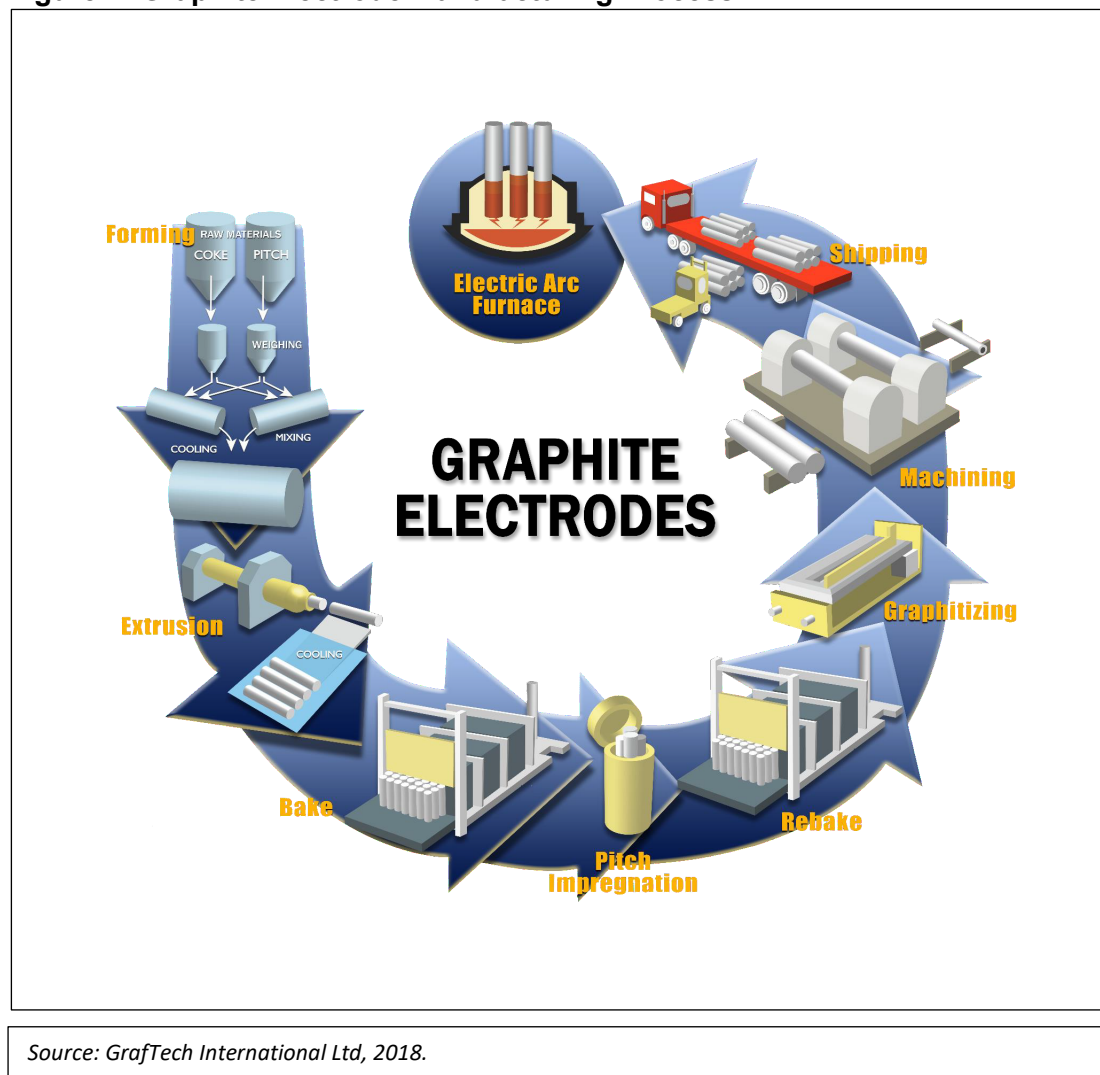 Forming
RAW MATERIALS
COKE PITCH
WEIGHING
COOLING
MIXING
Extrusion
COOLING
Bake
Pitch
Impregnation
Rebake
Graphitizing
Machining
Shipping
Electric Arc
Furnace
GRAPHITE
ELECTRODES
Source: GrafTech International Ltd, 2018.